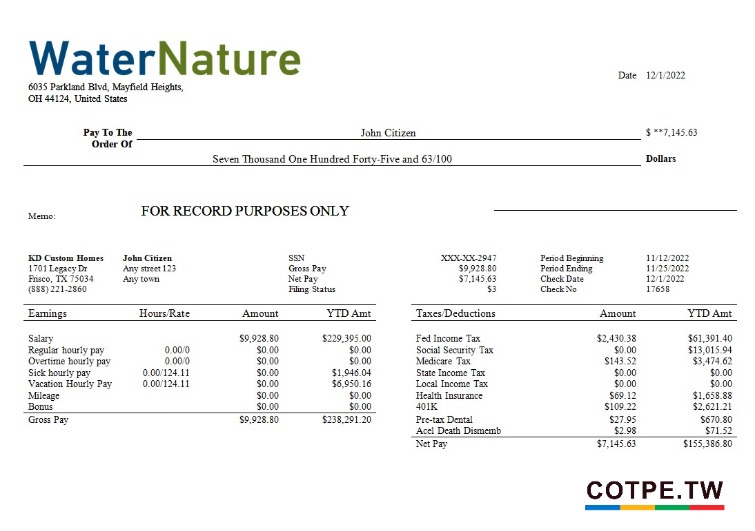 WaterNature
6035 Parkland Blvd, Mayfield Heights,
OH 44124, United States
Date 12/1/2022
Pay To The
Order Of
John Citizen
$ **7,145.63
Seven Thousand One Hundred Forty-Five and 63/100
Dollars
Memo:
FOR RECORD PURPOSES ONLY
KD Custom Homes John Citizen SSN XXX-XX-2947 Period Beginning 11/12/2022
1701 Legacy Dr Any street 123 Gross Pay $9,928.80 Period Ending 11/25/2022
Frisco, TX 75034 Any town Net Pay $7,145.63 Check Date 12/1/2022
(888) 221-2860 Filing Status $3 Check No 17658
Earnings Hours/Rate Amount YTD Amt Taxes/Deductions Amount YTD Amt
Salary $9,928.80 $229,395.00 Fed Income Tax $2,430.38 $61,391.40
Regular hourly pay 0.00/0 $0.00 $0.00 Social Security Tax $0.00 $13,015.94
Overtime hourly pay 0.00/0 $0.00 $0.00 Medicare Tax $143.52 $3,474.62
Sick hourly pay 0.00/124.11 $0.00 $1,946.04 State Income Tax $0.00 $0.00
Vacation Hourly Pay 0.00/124.11 $0.00 $6,950.16 Local Income Tax $0.00 $0.00
Mileage $0.00 $0.00 Health Insurance $69.12 $1,658.88
Bonus $0.00 $0.00 401K $109.22 $2,621.21
Gross Pay $9,928.80 $238,291.20 Pre-tax Dental $27.95 $670.80
Acel Death Dismemb $2.98 $71.52
Net Pay $7,145.63 $155,386.80
COTPE.TW